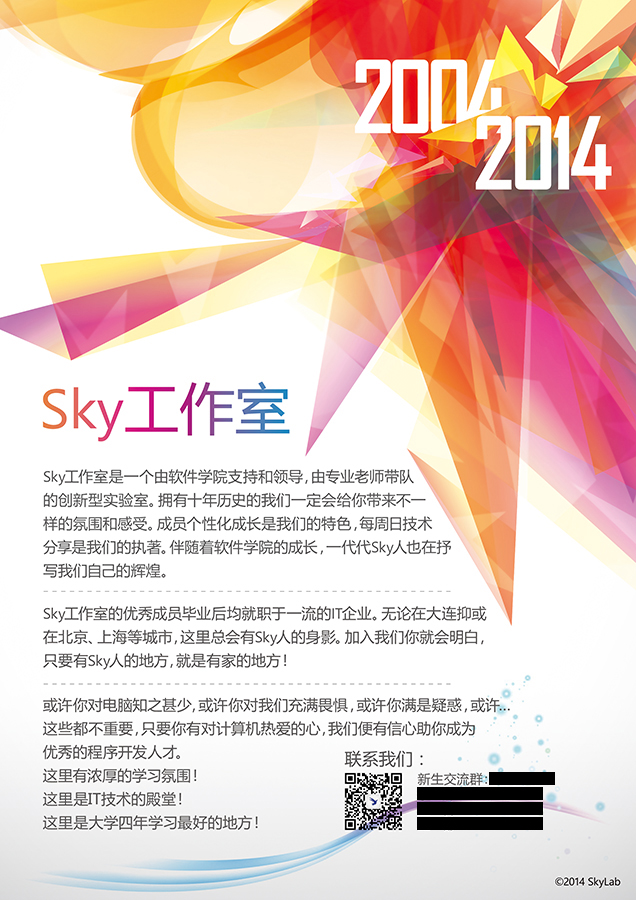 2004
2014
Sky工作室
Sky工作室是一个由软件学院支持和领导，由专业老师带队
的创新型实验室。拥有十年历史的我们一定会给你带来不一
样的氛围和感受。成员个性化成长是我们的特色，每周日技术
分享是我们的执著。伴随着软件学院的成长，一代代Sky人也在抒
写我们自己的辉煌。
Sky工作室的优秀成员毕业后均就职于一流的IT企业。无论在大连抑或
在北京、上海等城市，这里总会有Sky人的身影。加入我们你就会明白，
只要有Sky人的地方，就是有家的地方！
或许你对电脑知之甚少，或许你对我们充满畏惧，或许你满是疑惑，或许...
这些都不重要，只要你有对计算机热爱的心，我们便有信心助你成为
优秀的程序开发人才。
这里有浓厚的学习氛围！
这里是IT技术的殿堂！
这里是大学四年学习最好的地方！
联系我们：
新生交流群：
©2014 SkyLab